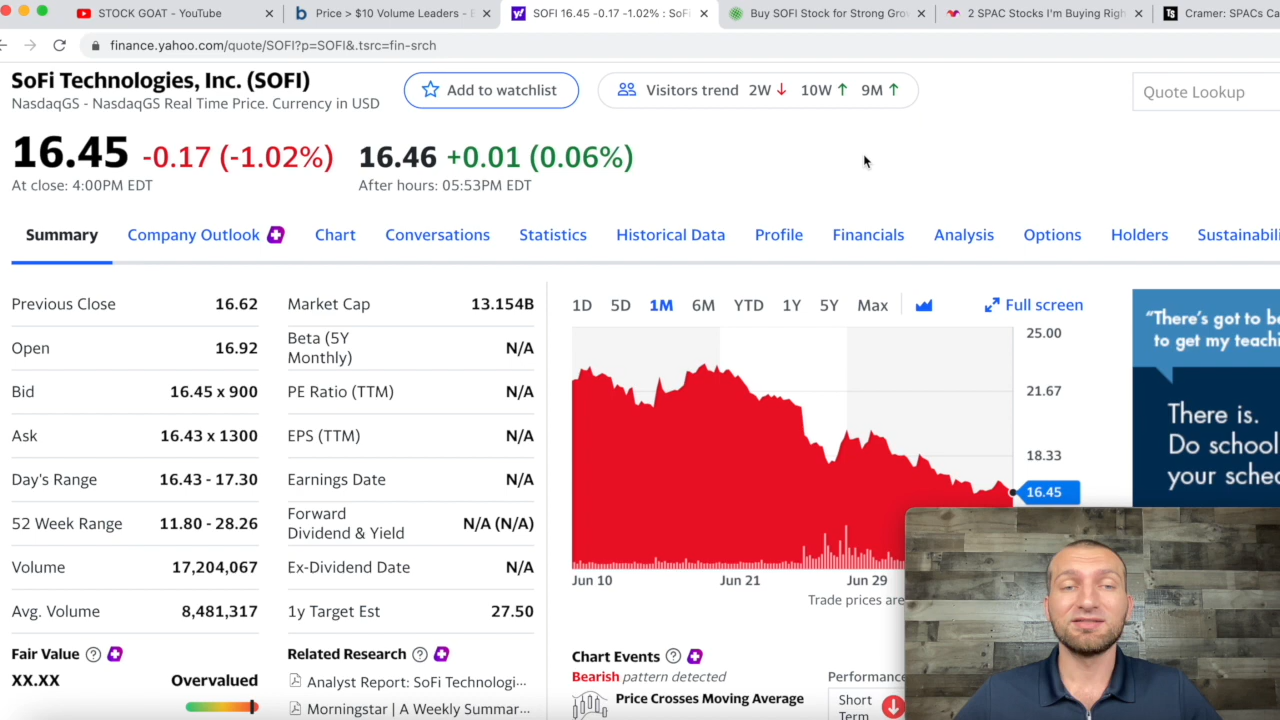 STOCK GOAT - YouTube
Price > $10 Volume Leaders -
SOFI 16.45 -0.17 -1.02% : SoFi
Buy SOFI Stock for Strong Gro
2 SPAC Stocks I'm Buying Righ
Cramer: SPACs Ca
finance.yahoo.com/quote/SOFI?p=SOFI&.tsrc=fin-srch
SoFi Technologies, Inc. (SOFI)
NasdaqGS - NasdaqGS Real Time Price. Currency in USD
Add to watchlist
Visitors trend 2W ↓ 10W ↑ 9M ↑
Quote Lookup
16.45 -0.17 (-1.02%)
At close: 4:00PM EDT
16.46 +0.01 (0.06%)
After hours: 05:53PM EDT
Summary Company Outlook Chart Conversations Statistics Historical Data Profile Financials Analysis Options Holders Sustainabili
Previous Close 16.62
Open 16.92
Bid 16.45 x 900
Ask 16.43 x 1300
Day's Range 16.43 - 17.30
52 Week Range 11.80 - 28.26
Volume 17,204,067
Avg. Volume 8,481,317
Market Cap 13.154B
Beta (5Y
Monthly) N/A
PE Ratio (TTM) N/A
EPS (TTM) N/A
Earnings Date N/A
Forward
Dividend & Yield N/A (N/A)
Ex-Dividend Date N/A
1y Target Est 27.50
Fair Value
XX.XX Overvalued
Related Research
Analyst Report: SoFi Technologi...
Morningstar | A Weekly Summar...
1D 5D 1M 6M YTD 1Y 5Y Max
Full screen
25.00
21.67
18.33
16.45
Jun 10 Jun 21 Jun 29
Trade prices are
Chart Events
Bearish pattern detected
Price Crosses Moving Average
Performance
Short
Term
"There's got to be
to get my teachi
There is.
Do school
your sched